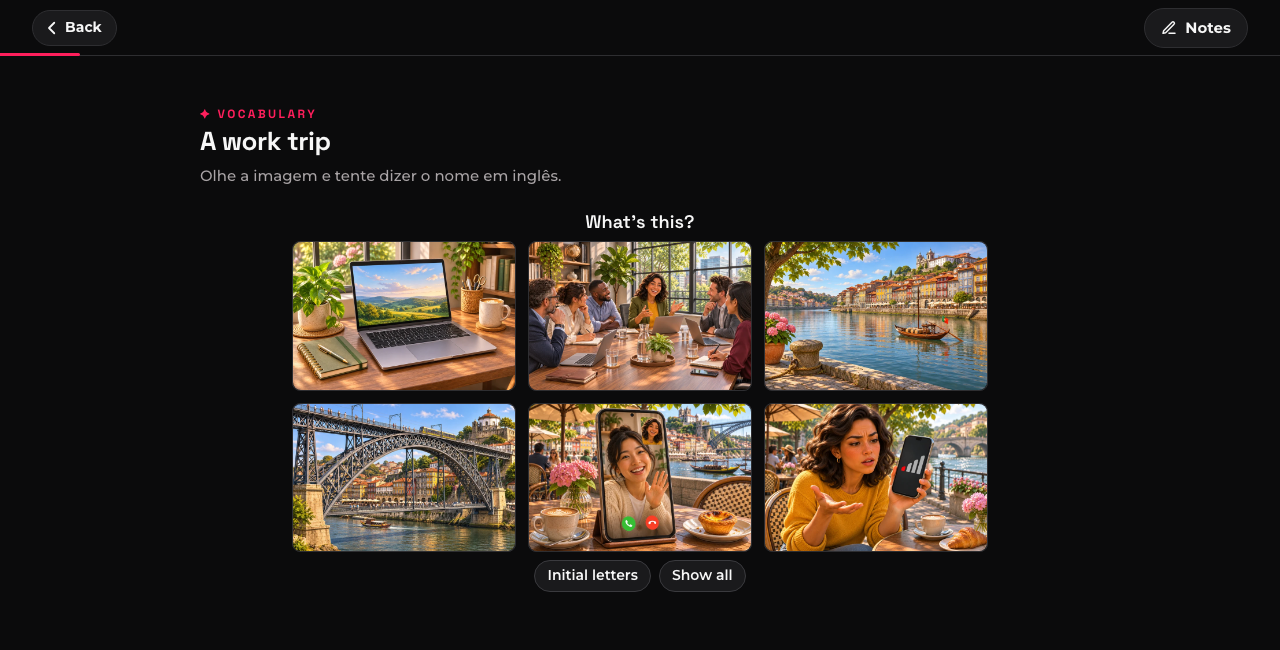 Back
Notes
VOCABULARY
A work trip
Olhe a imagem e tente dizer o nome em inglês.
What's this?
Initial letters
Show all